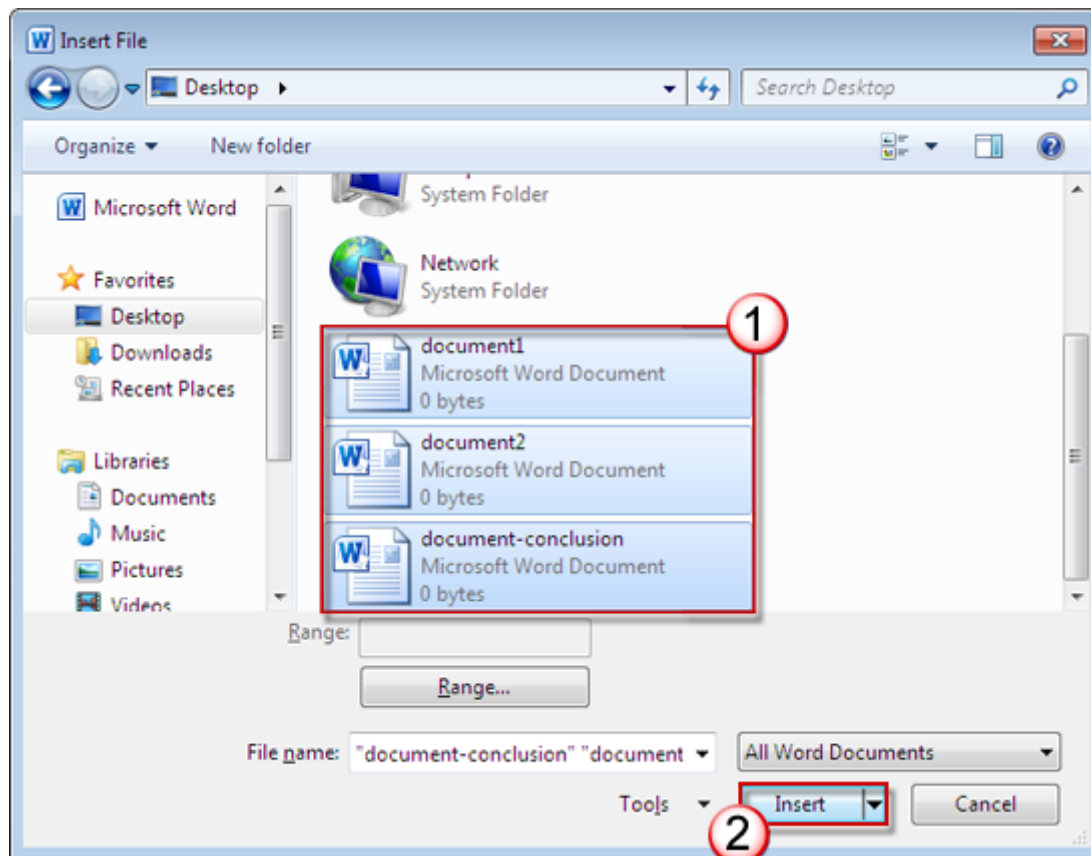 Insert File
Desktop
Search Desktop
Organize
New folder
Microsoft Word
Favorites
Desktop
Downloads
Recent Places
Libraries
Documents
Music
Pictures
Videos
System Folder
Network
System Folder
1
document1
Microsoft Word Document
0 bytes
document2
Microsoft Word Document
0 bytes
document-conclusion
Microsoft Word Document
0 bytes
Range:
Range...
File name: "document-conclusion" "document All Word Documents
Tools Insert Cancel
2